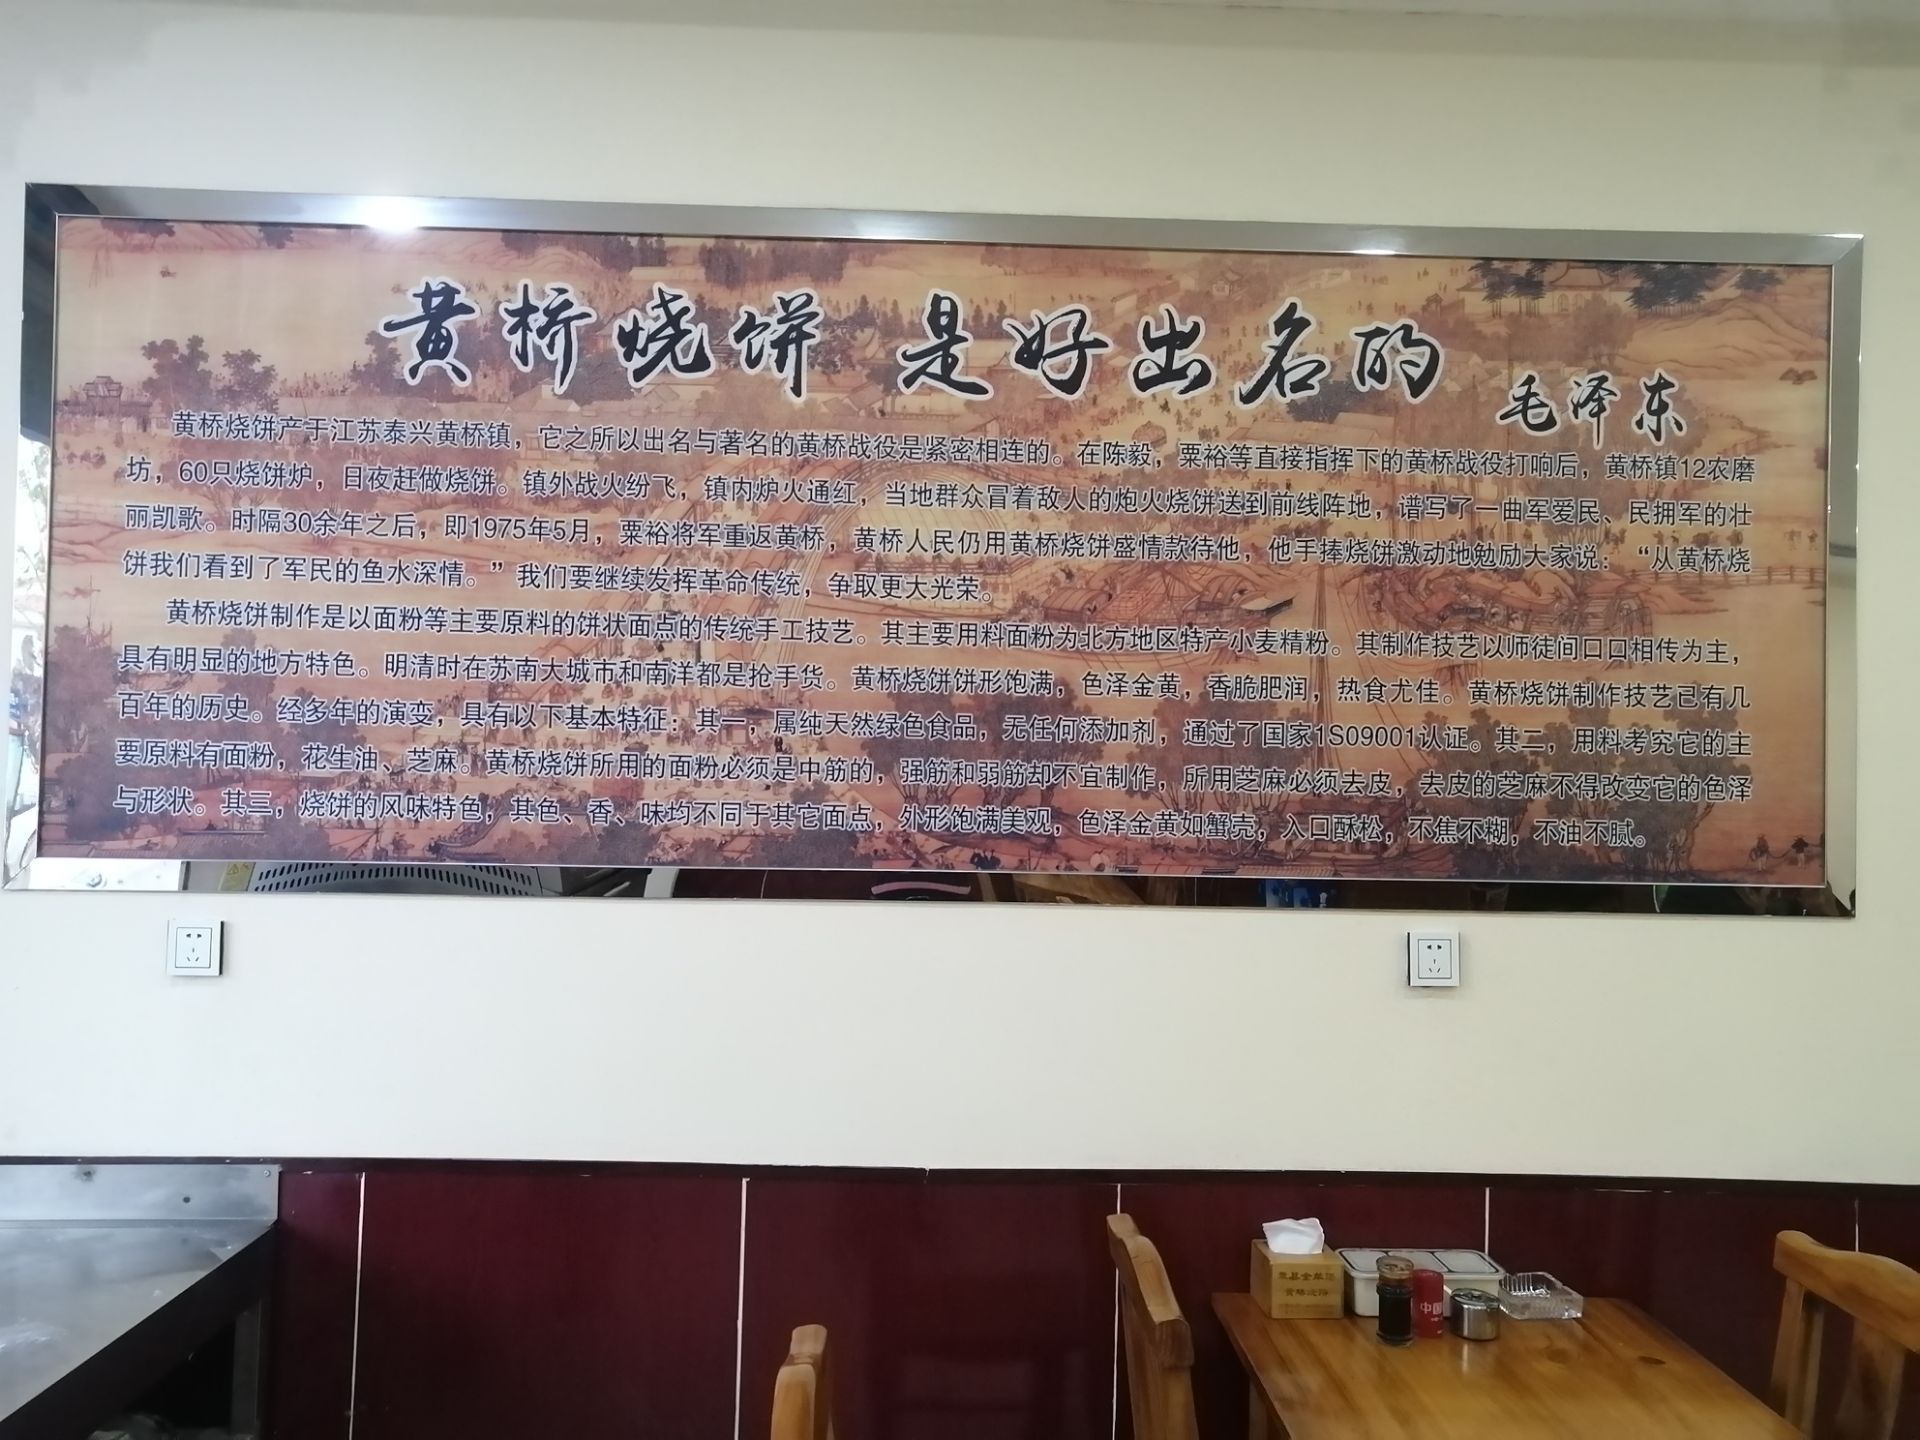 黄桥烧饼 是好出名的
毛泽东
黄桥烧饼产于江苏泰兴黄桥镇，它之所以出名与著名的黄桥战役是紧密相连的。在陈毅，粟裕等直接指挥下的黄桥战役打响后，黄桥镇12农磨
坊，60只烧饼炉，日夜赶做烧饼。镇外战火纷飞，镇内炉火通红，当地群众冒着敌人的炮火烧饼送到前线阵地，谱写了一曲军爱民、民拥军的壮
丽凯歌。时隔30余年之后，即1975年5月，粟裕将军重返黄桥，黄桥人民仍用黄桥烧饼盛情款待他，他手捧烧饼激动地勉励大家说：“从黄桥烧
饼我们看到了军民的鱼水深情。”我们要继续发挥革命传统，争取更大光荣。
黄桥烧饼制作是以面粉等主要原料的饼状面点的传统手工技艺。其主要用料面粉为北方地区特产小麦精粉。其制作技艺以师徒间口口相传为主，
具有明显的地方特色。明清时在苏南大城市和南洋都是抢手货。黄桥烧饼饼形饱满，色泽金黄，香脆肥润，热食尤佳。黄桥烧饼制作技艺已有几
百年的历史。经多年的演变，具有以下基本特征：其一，属纯天然绿色食品，无任何添加剂，通过了国家1S09001认证。其二，用料考究它的主
要原料有面粉，花生油、芝麻。黄桥烧饼所用的面粉必须是中筋的，强筋和弱筋却不宜制作，所用芝麻必须去皮，去皮的芝麻不得改变它的色泽
与形状。其三，烧饼的风味特色，其色、香、味均不同于其它面点，外形饱满美观，色泽金黄如蟹壳，入口酥松，不焦不糊，不油不腻。
中国